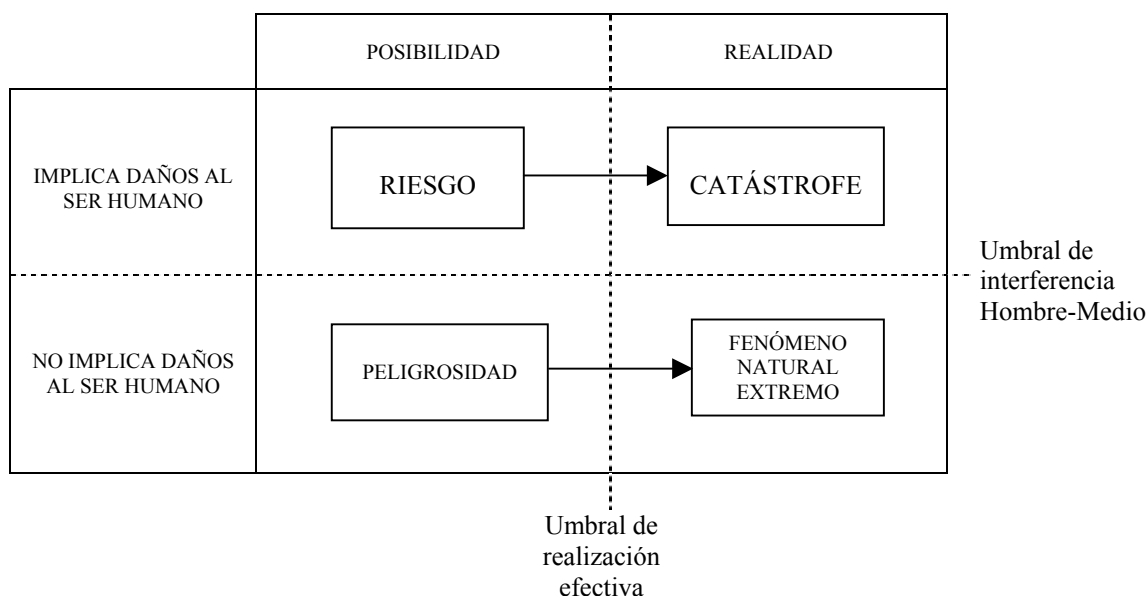 POSIBILIDAD
REALIDAD
IMPLICA DAÑOS AL
SER HUMANO
RIESGO
CATÁSTROFE
Umbral de
interferencia
Hombre-Medio
NO IMPLICA DAÑOS
AL SER HUMANO
PELIGROSIDAD
FENÓMENO
NATURAL
EXTREMO
Umbral de
realización
efectiva